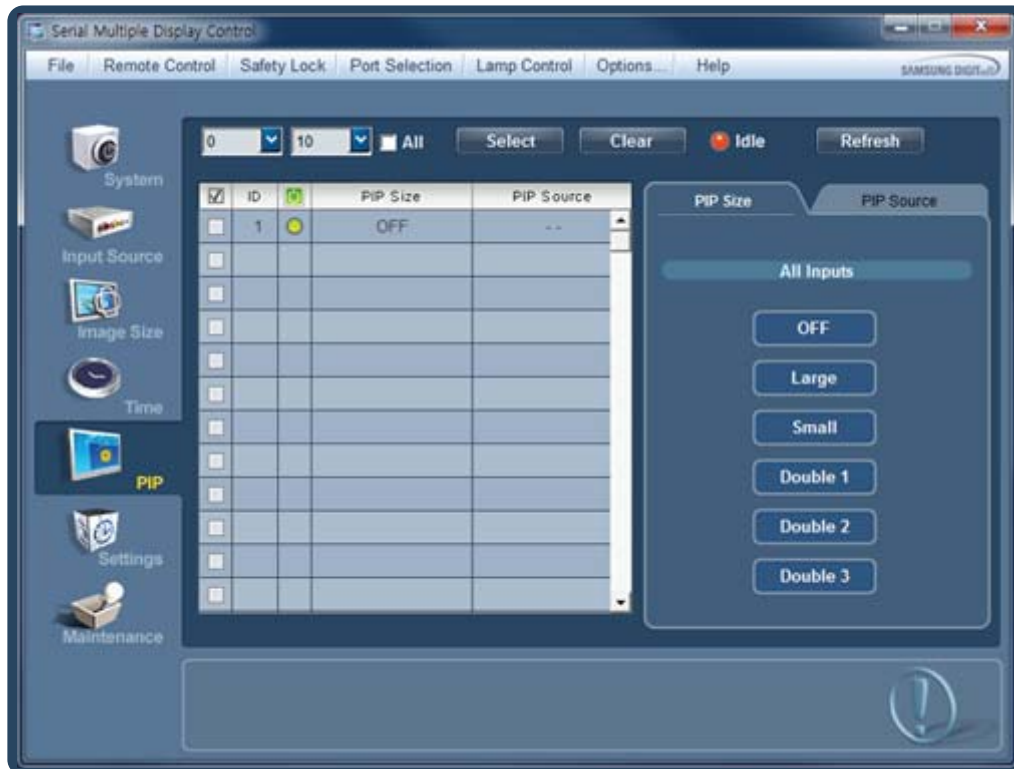 Serial Multiple Display Control
File Remote Control Safety Lock Port Selection Lamp Control Options... Help SAMSUNG DIGITall
0 10 All Select Clear Idle Refresh
System
Input Source
Image Size
Time
PIP
Settings
Maintenance
ID PIP Size PIP Source
1 OFF - -
PIP Size PIP Source
All Inputs
OFF
Large
Small
Double 1
Double 2
Double 3